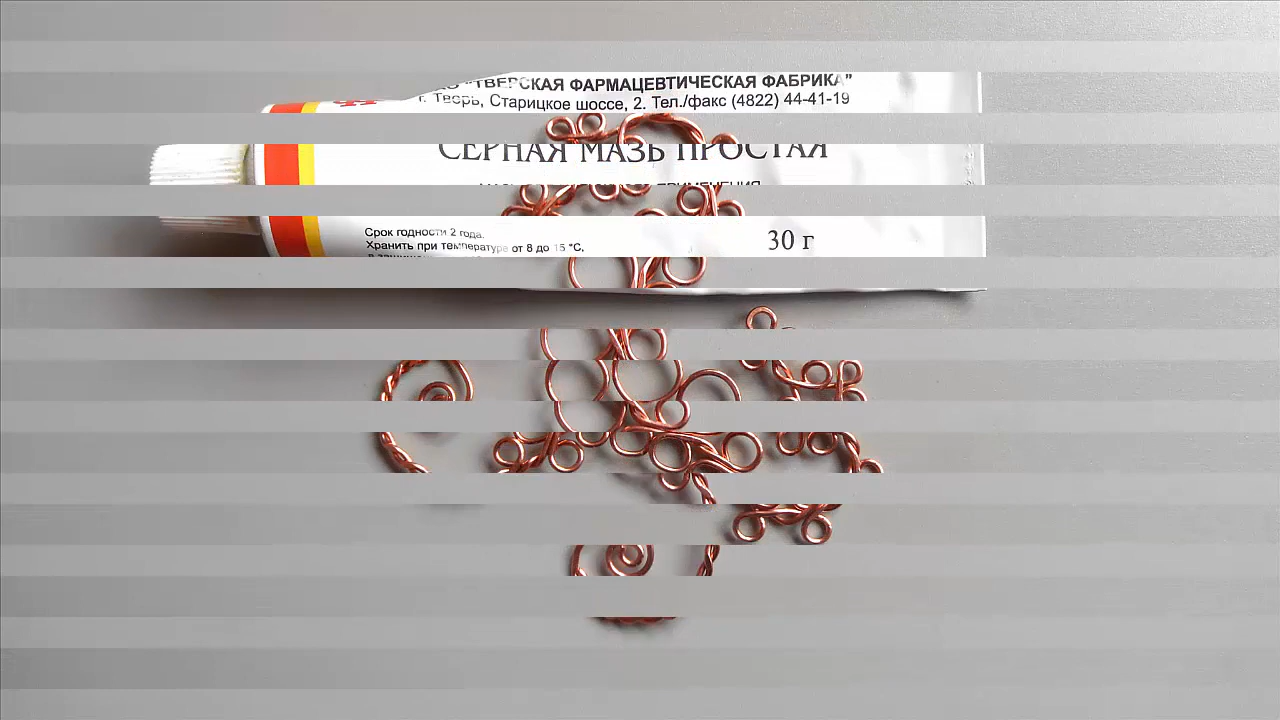 "ТВЕРСКАЯ ФАРМАЦЕВТИЧЕСКАЯ ФАБРИКА"
г. Тверь, Старицкое шоссе, 2. Тел./факс (4822) 44-41-19
СЕРНАЯ МАЗЬ ПРОСТАЯ
ПРИМЕНЕНИЯ
Срок годности 2 года.
Хранить при температуре от 8 до 15 °С,
30 г